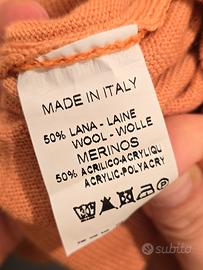 MADE IN ITALY
50% LANA - LAINE
WOOL - WOLLE
MERINOS
50% ACRILICO-ACRYLIQU
ACRYLIC-POLYACRY
subito